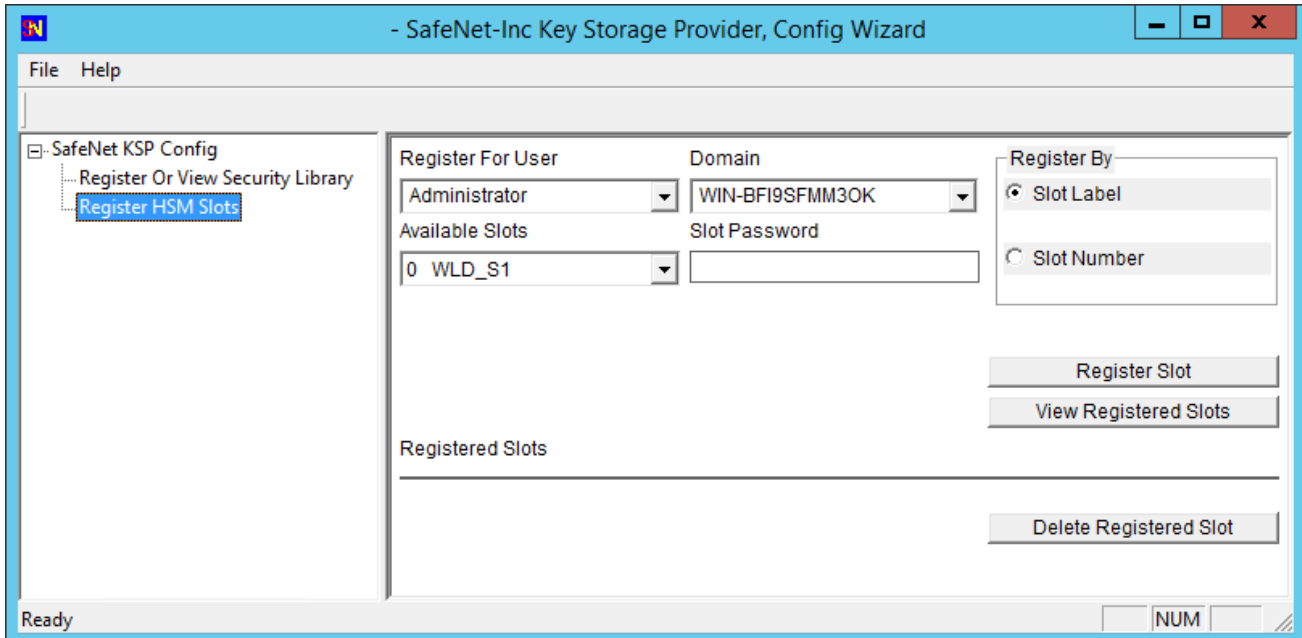 - SafeNet-Inc Key Storage Provider, Config Wizard
File Help
SafeNet KSP Config
Register Or View Security Library
Register HSM Slots
Register For User
Domain
Register By
Administrator
WIN-BFI9SFMM3OK
Slot Label
Available Slots
Slot Password
0 WLD_S1
Slot Number
Register Slot
View Registered Slots
Registered Slots
Delete Registered Slot
Ready
NUM